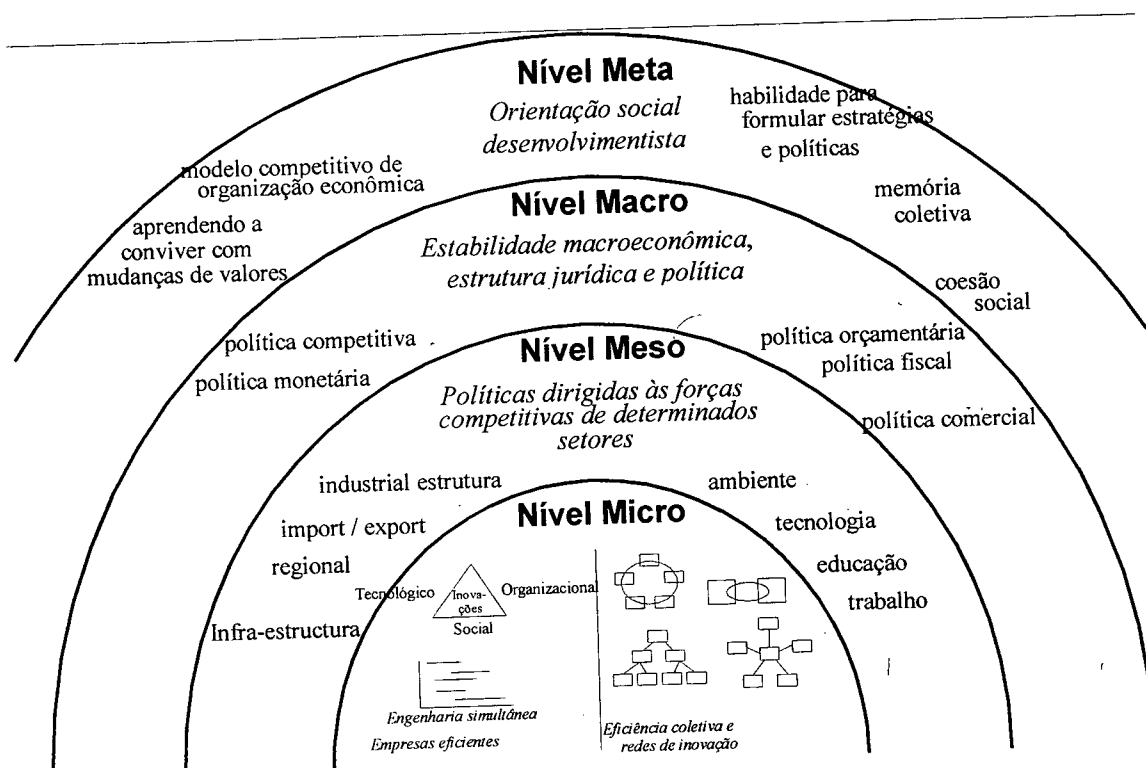 Nível Meta
Orientação social
desenvolvimentista
habilidade para
formular estratégias
e políticas
modelo competitivo de
organização econômica
memória
coletiva
aprendendo a
conviver com
mudanças de valores
Nível Macro
Estabilidade macroeconômica,
estrutura jurídica e política
coesão
social
política competitiva
política monetária
política orçamentária
política fiscal
política comercial
Nível Meso
Políticas dirigidas às forças
competitivas de determinados
setores
industrial estrutura
import / export
regional
Infra-estructura
ambiente
tecnologia
educação
trabalho
Nível Micro
Tecnológico
Inova-
ções
Organizacional
Social
Engenharia simultánea
Empresas eficientes
Eficiência coletiva e
redes de inovação